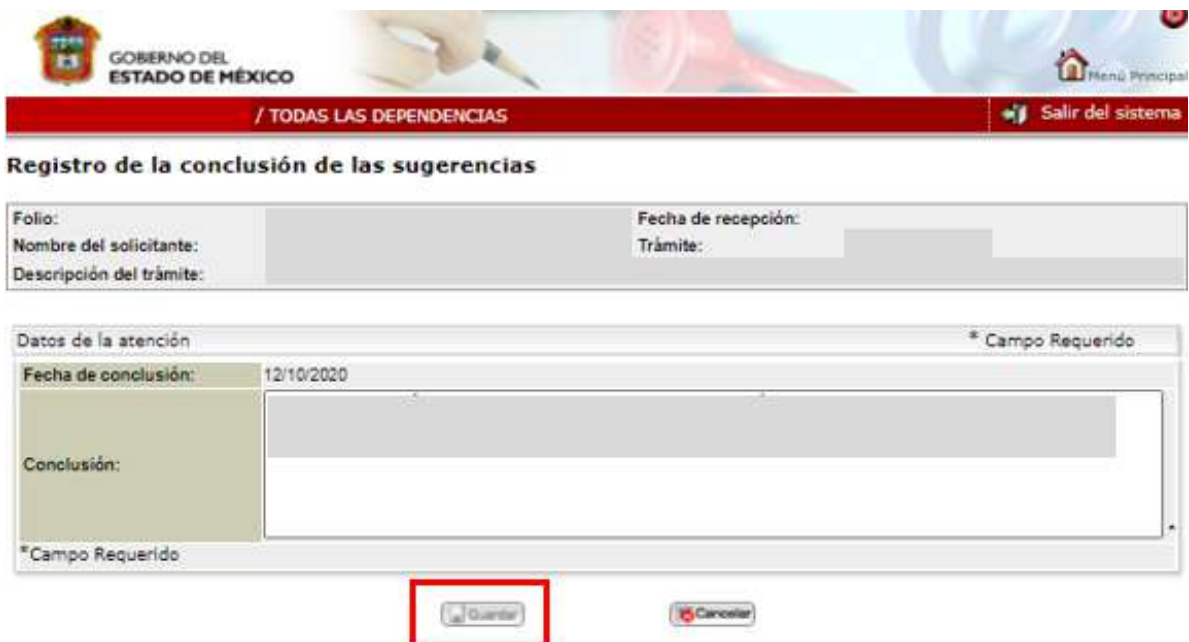 GOBIERNO DEL
ESTADO DE MÉXICO
Menú Principal
/ TODAS LAS DEPENDENCIAS
Salir del sistema
Registro de la conclusión de las sugerencias
Folio: Fecha de recepción:
Nombre del solicitante: Trámite:
Descripción del trámite:
Datos de la atención * Campo Requerido
Fecha de conclusión: 12/10/2020
Conclusión:
*
*Campo Requerido
Guardar Cancelar